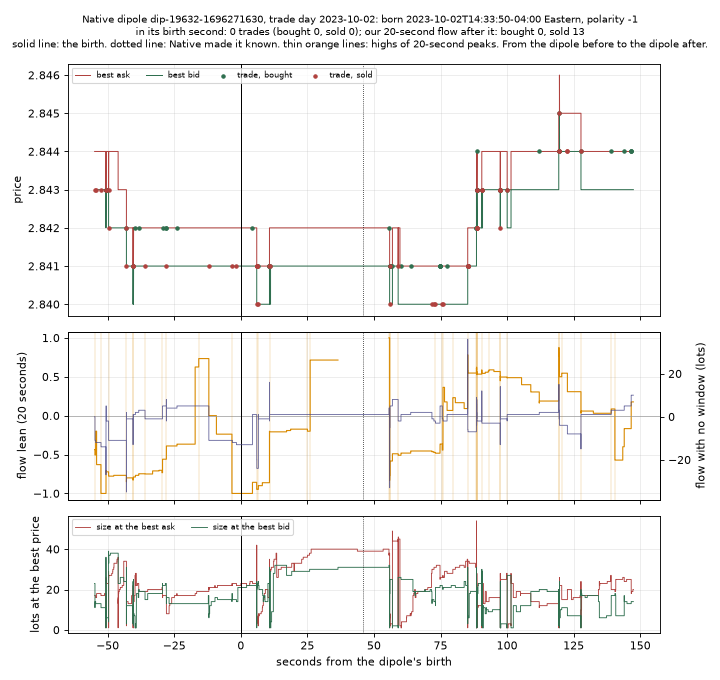 Native dipole dip-19632-1696271630, trade day 2023-10-02: born 2023-10-02T14:33:50-04:00 Eastern, polarity -1
in its birth second: 0 trades (bought 0, sold 0); our 20-second flow after it: bought 0, sold 13
solid line: the birth. dotted line: Native made it known. thin orange lines: highs of 20-second peaks. From the dipole before to the dipole after.
best ask
best bid
trade, bought
trade, sold
2.846
2.845
2.844
2.843
2.842
2.841
2.840
price
1.0
0.5
0.0
−0.5
−1.0
flow lean (20 seconds)
20
0
−20
flow with no window (lots)
size at the best ask
size at the best bid
40
20
0
lots at the best price
−50
−25
0
25
50
75
100
125
150
seconds from the dipole's birth